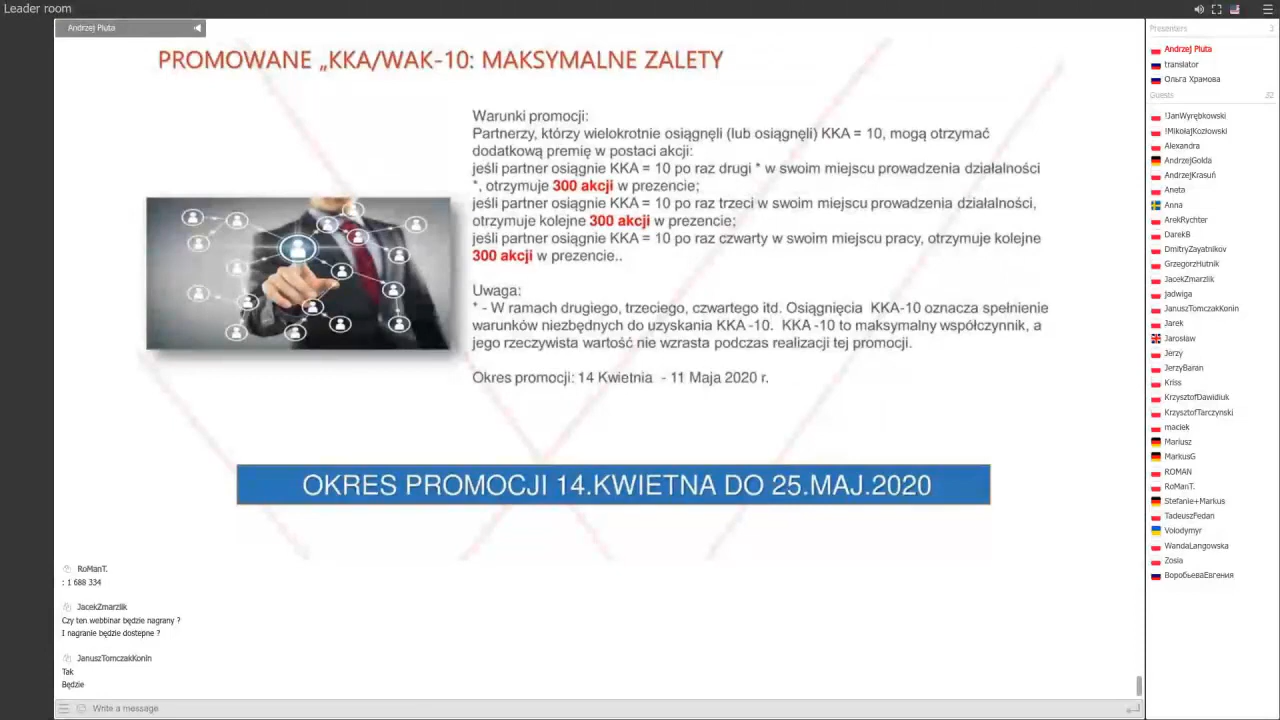 Leader room
Andrzej Pluta
PROMOWANE „KKA/WAK-10: MAKSYMALNE ZALETY
Warunki promocji:
Partnerzy, którzy wielokrotnie osiągnęli (lub osiągnęli) KKA = 10, mogą otrzymać
dodatkową premię w postaci akcji:
jeśli partner osiągnie KKA = 10 po raz drugi * w swoim miejscu prowadzenia działalności
*, otrzymuje 300 akcji w prezencie;
jeśli partner osiągnie KKA = 10 po raz trzeci w swoim miejscu prowadzenia działalności,
otrzymuje kolejne 300 akcji w prezencie;
jeśli partner osiągnie KKA = 10 po raz czwarty w swoim miejscu pracy, otrzymuje kolejne
300 akcji w prezencie..
Uwaga:
* - W ramach drugiego, trzeciego, czwartego itd. Osiągnięcia KKA-10 oznacza spełnienie
warunków niezbędnych do uzyskania KKA -10. KKA -10 to maksymalny współczynnik, a
jego rzeczywista wartość nie wzrasta podczas realizacji tej promocji.
Okres promocji: 14 Kwietnia - 11 Maja 2020 r.
OKRES PROMOCJI 14.KWIETNA DO 25.MAJ.2020
RoManT.
: 1 688 334
JacekZmarzlik
Czy ten webbinar będzie nagrany ?
I nagranie będzie dostepne ?
JanuszTomczakKonin
Tak
Będzie
Write a message
Presenters 3
Andrzej Pluta
translator
Ольга Храмова
Guests 32
!JanWyrębkowski
!MikołajKozłowski
Alexandra
AndrzejGołda
AndrzejKrasuń
Aneta
Anna
ArekRychter
DarekB
DmitryZayatnikov
GrzegorzHutnik
JacekZmarzlik
jadwiga
JanuszTomczakKonin
Jarek
Jarosław
Jerzy
JerzyBaran
Kriss
KrzysztofDawidiuk
KrzysztofTarczynski
maciek
Mariusz
MarkusG
ROMAN
RoManT.
Stefanie+Markus
TadeuszFedan
Volodymyr
WandaLangowska
Zosia
ВоробьеваЕвгения